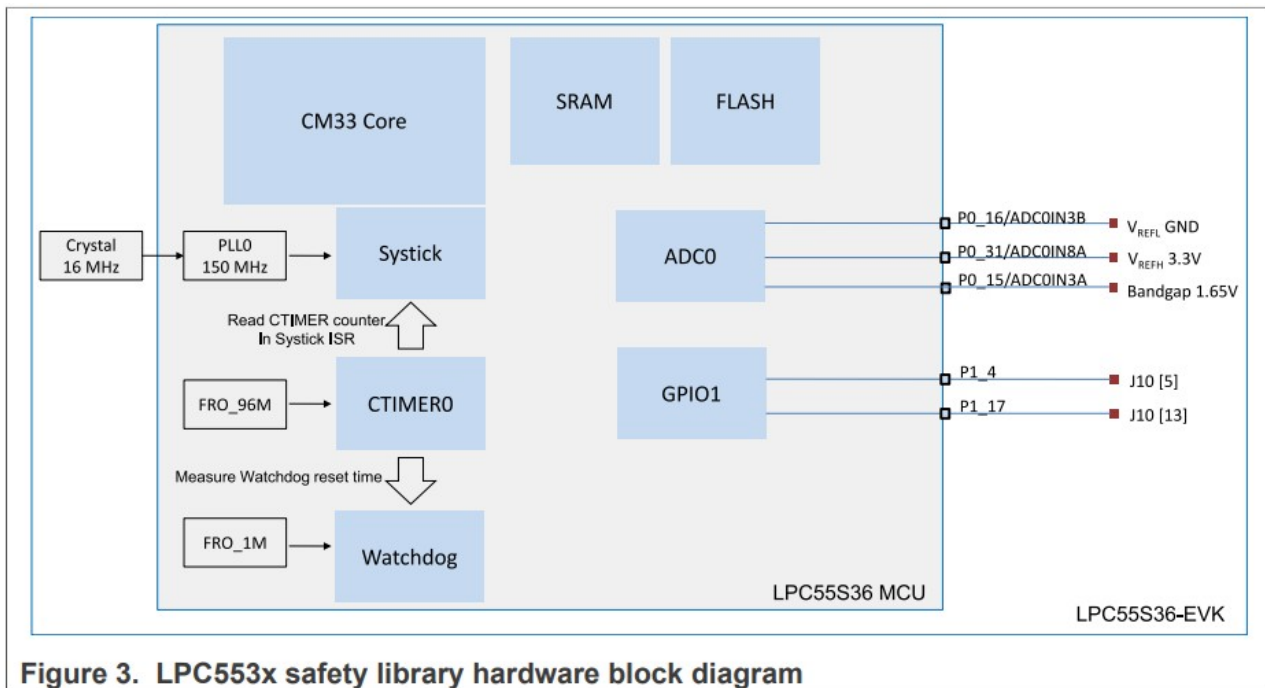 CM33 Core
SRAM
FLASH
Crystal
16 MHz
PLL0
150 MHz
Systick
ADC0
P0_16/ADC0IN3B
VREFL GND
P0_31/ADC0IN8A
VREFH 3.3V
P0_15/ADC0IN3A
Bandgap 1.65V
Read CTIMER counter
In Systick ISR
FRO_96M
CTIMER0
GPIO1
P1_4
J10 [5]
P1_17
J10 [13]
Measure Watchdog reset time
FRO_1M
Watchdog
LPC55S36 MCU
LPC55S36-EVK
Figure 3. LPC553x safety library hardware block diagram